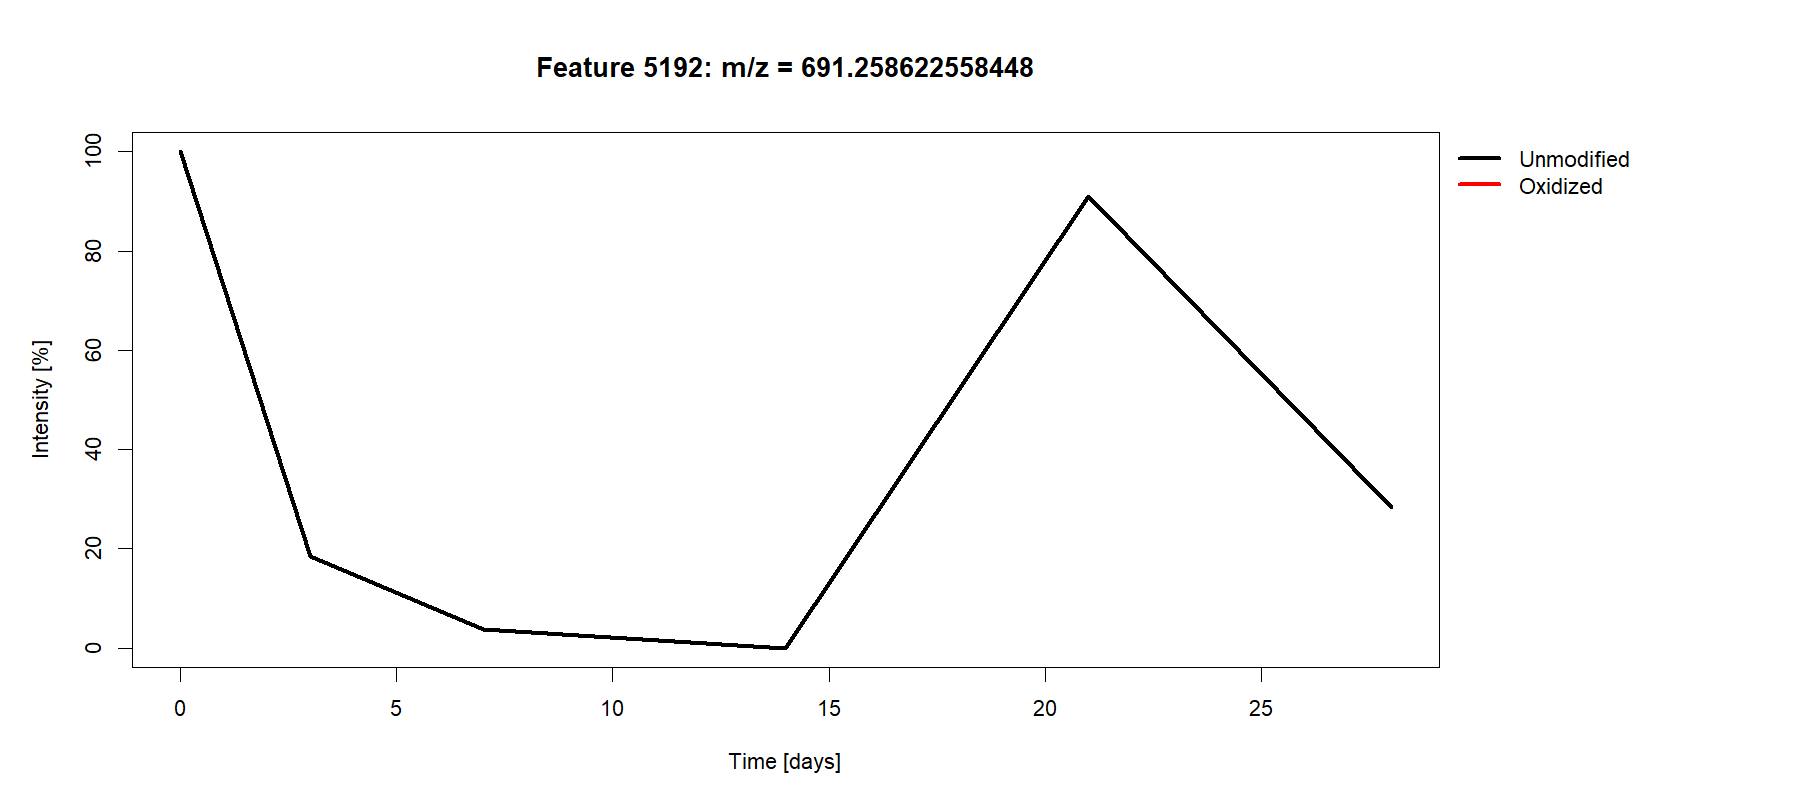 Feature 5192: m/z = 691.258622558448
Unmodified
Oxidized
Intensity [%]
100
80
60
40
20
0
0 5 10 15 20 25
Time [days]